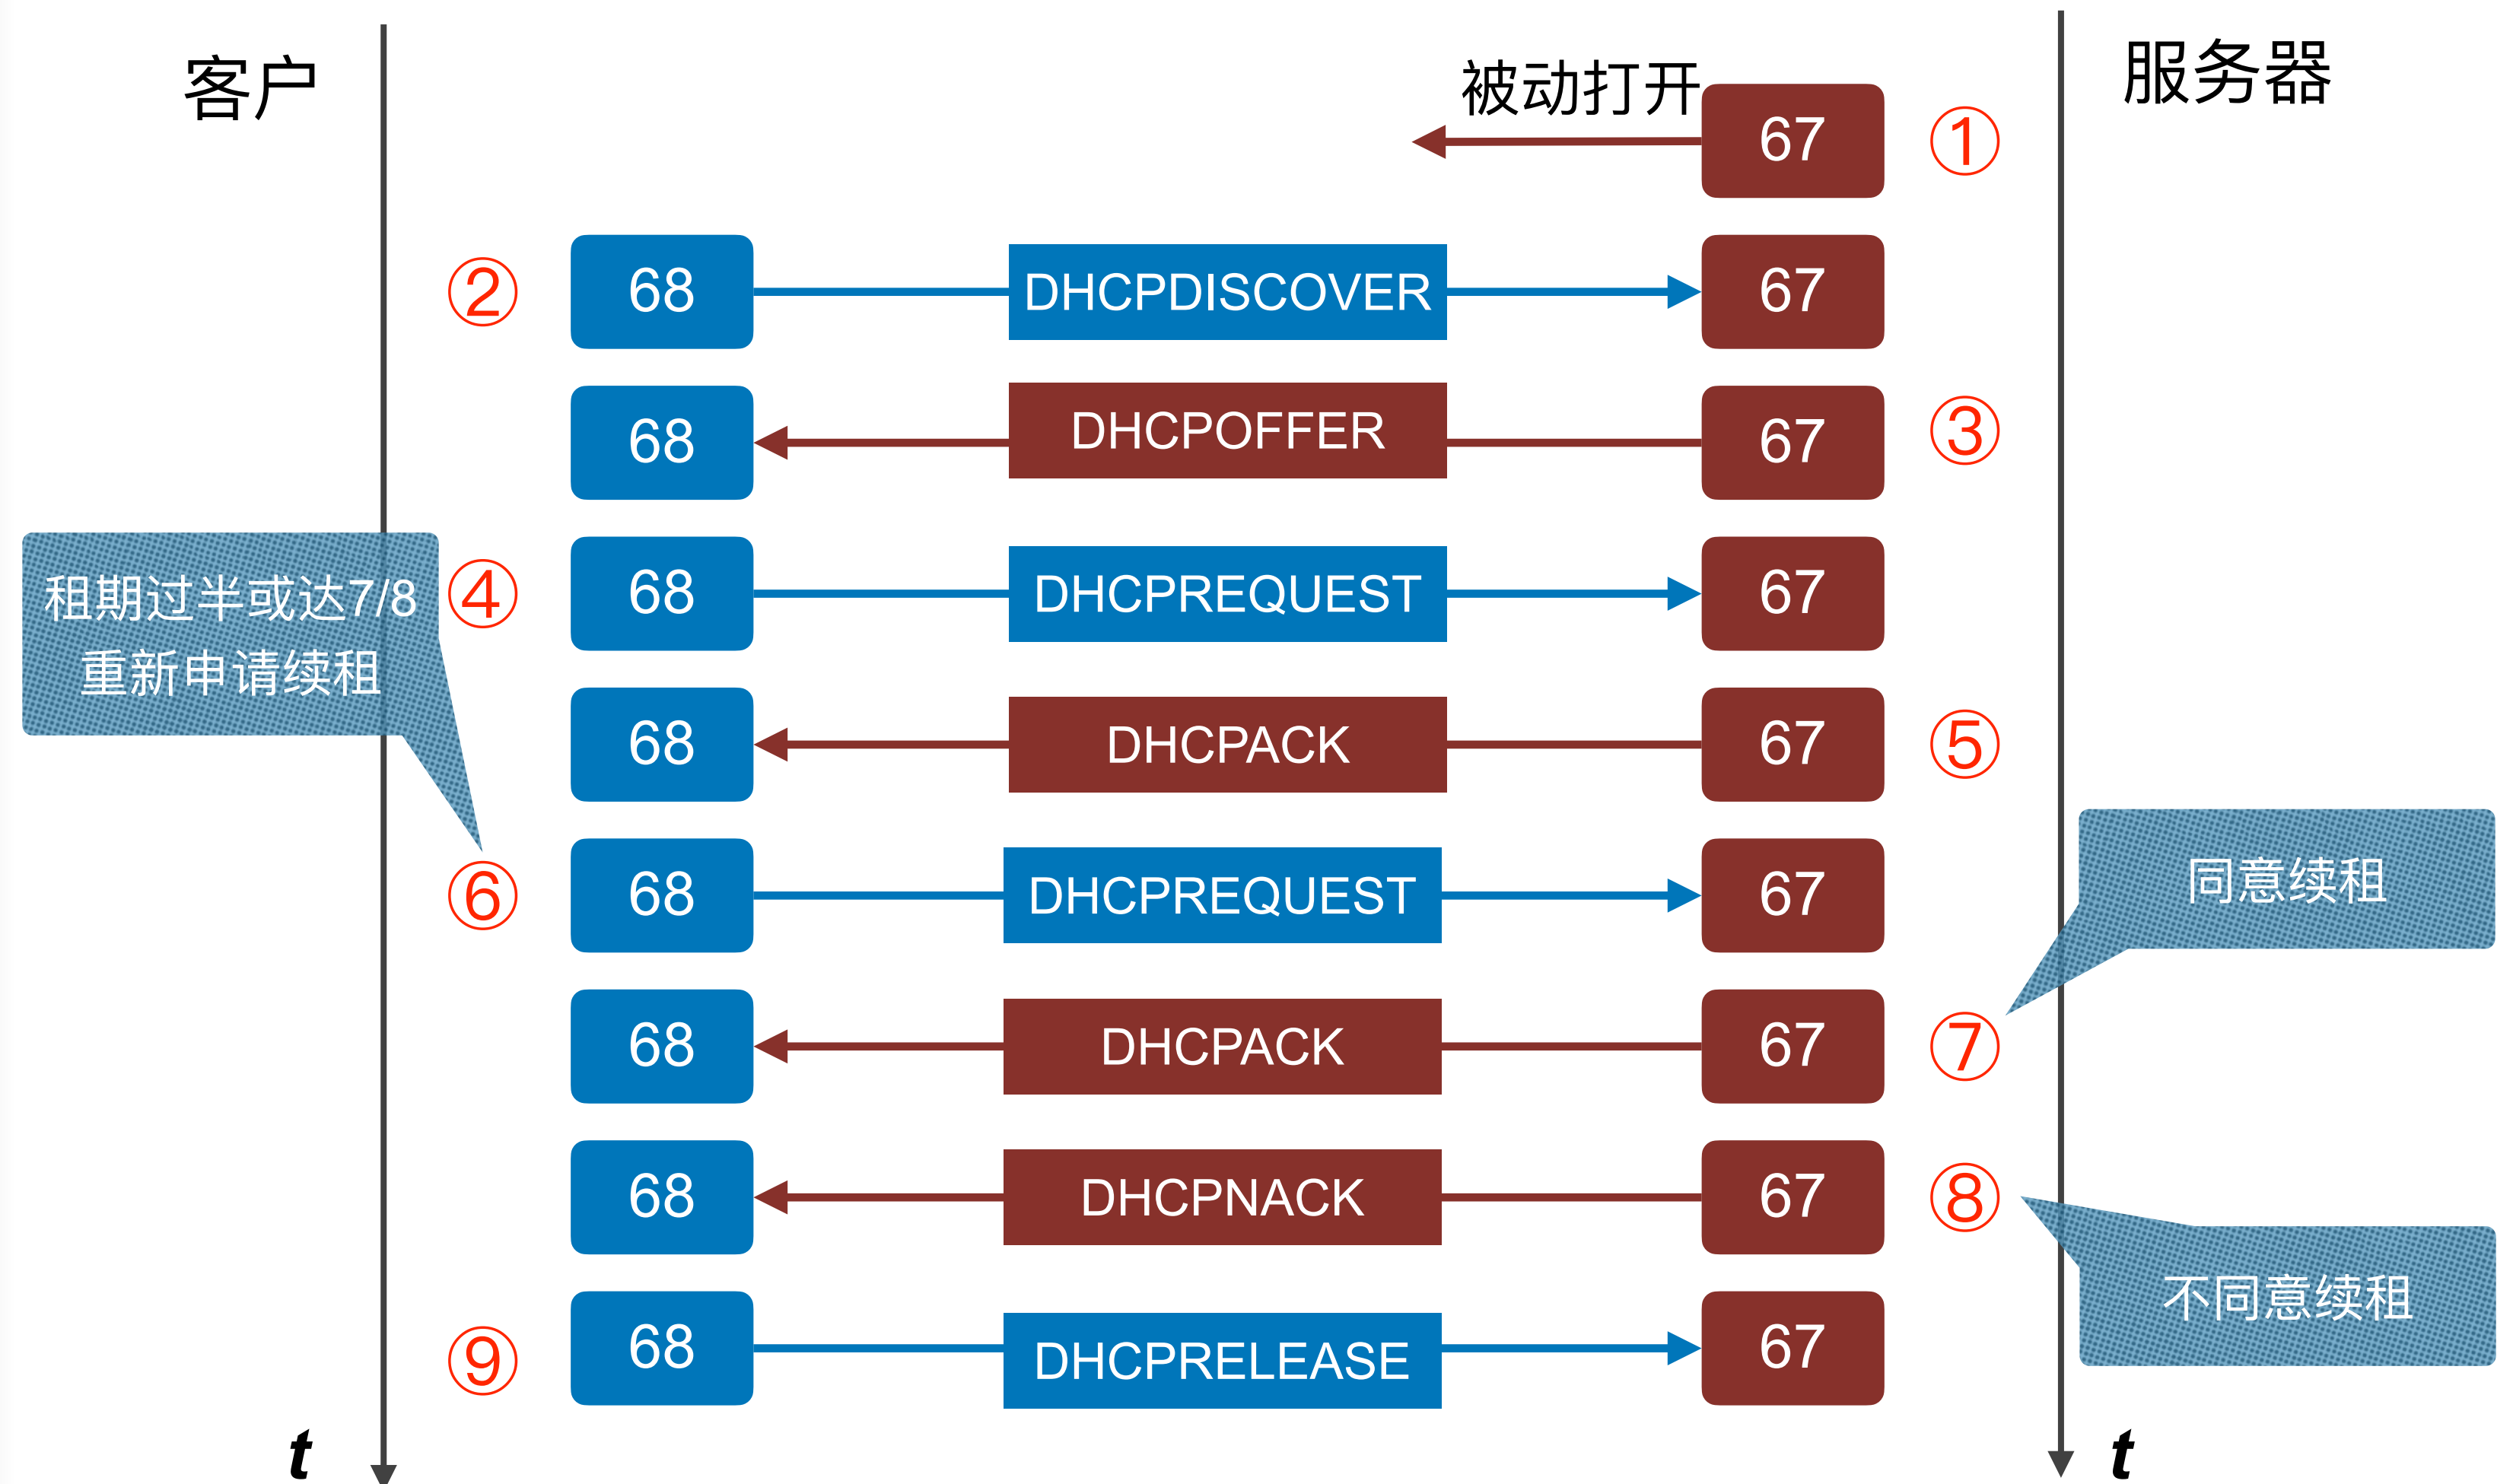 客户
服务器
被动打开
67
①
②
68
DHCPDISCOVER
67
68
DHCPOFFER
67
③
租期过半或达7/8
重新申请续租
④
68
DHCPREQUEST
67
68
DHCPACK
67
⑤
⑥
68
DHCPREQUEST
67
同意续租
68
DHCPACK
67
⑦
68
DHCPNACK
67
⑧
不同意续租
⑨
68
DHCPRELEASE
67
t
t